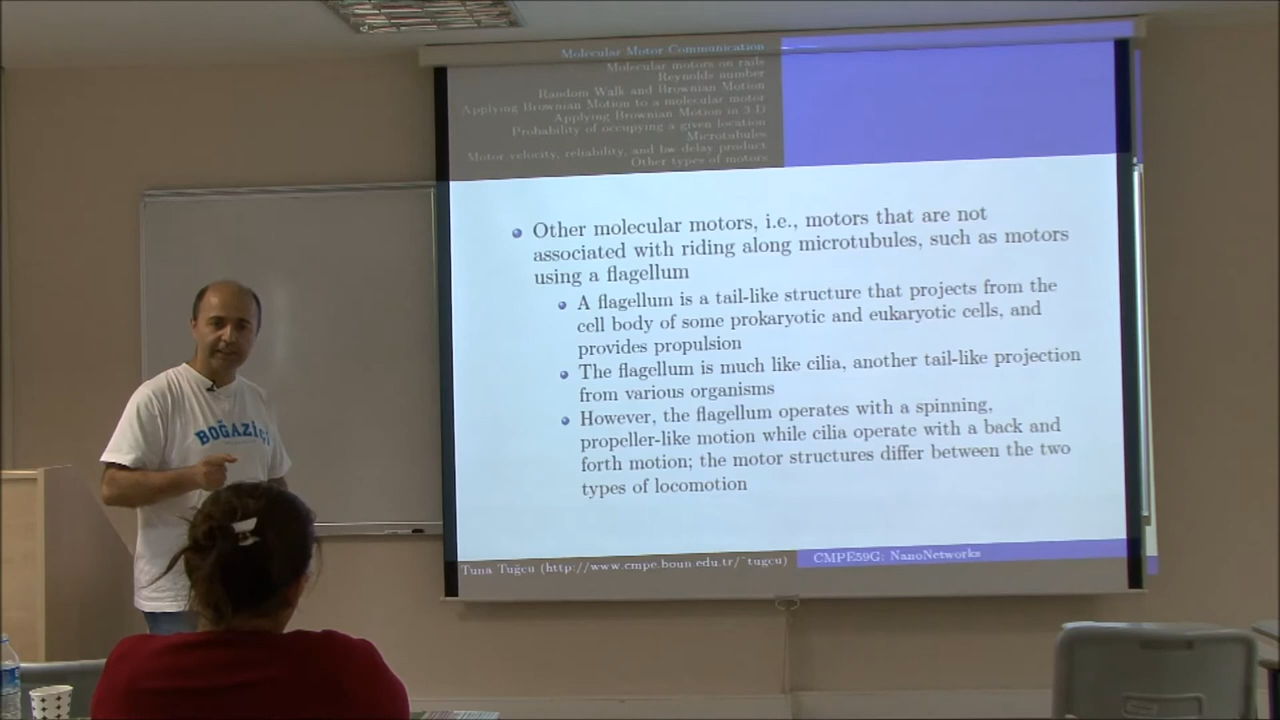 Molecular Motor Communication
Molecular motors on rails
Reynolds number
Random Walk and Brownian Motion
Applying Brownian Motion to a molecular motor
Applying Brownian Motion in 3-D
Probability of occupying a given location
Microtubules
Motor velocity, reliability, and bw-delay product
Other types of motors
Other molecular motors, i.e., motors that are not
associated with riding along microtubules, such as motors
using a flagellum
A flagellum is a tail-like structure that projects from the
cell body of some prokaryotic and eukaryotic cells, and
provides propulsion
The flagellum is much like cilia, another tail-like projection
from various organisms
However, the flagellum operates with a spinning,
propeller-like motion while cilia operate with a back and
forth motion; the motor structures differ between the two
types of locomotion
Tuna Tuğcu (http://www.cmpe.boun.edu.tr/~tugcu)
CMPE59G: NanoNetworks
BOĞAZİÇİ